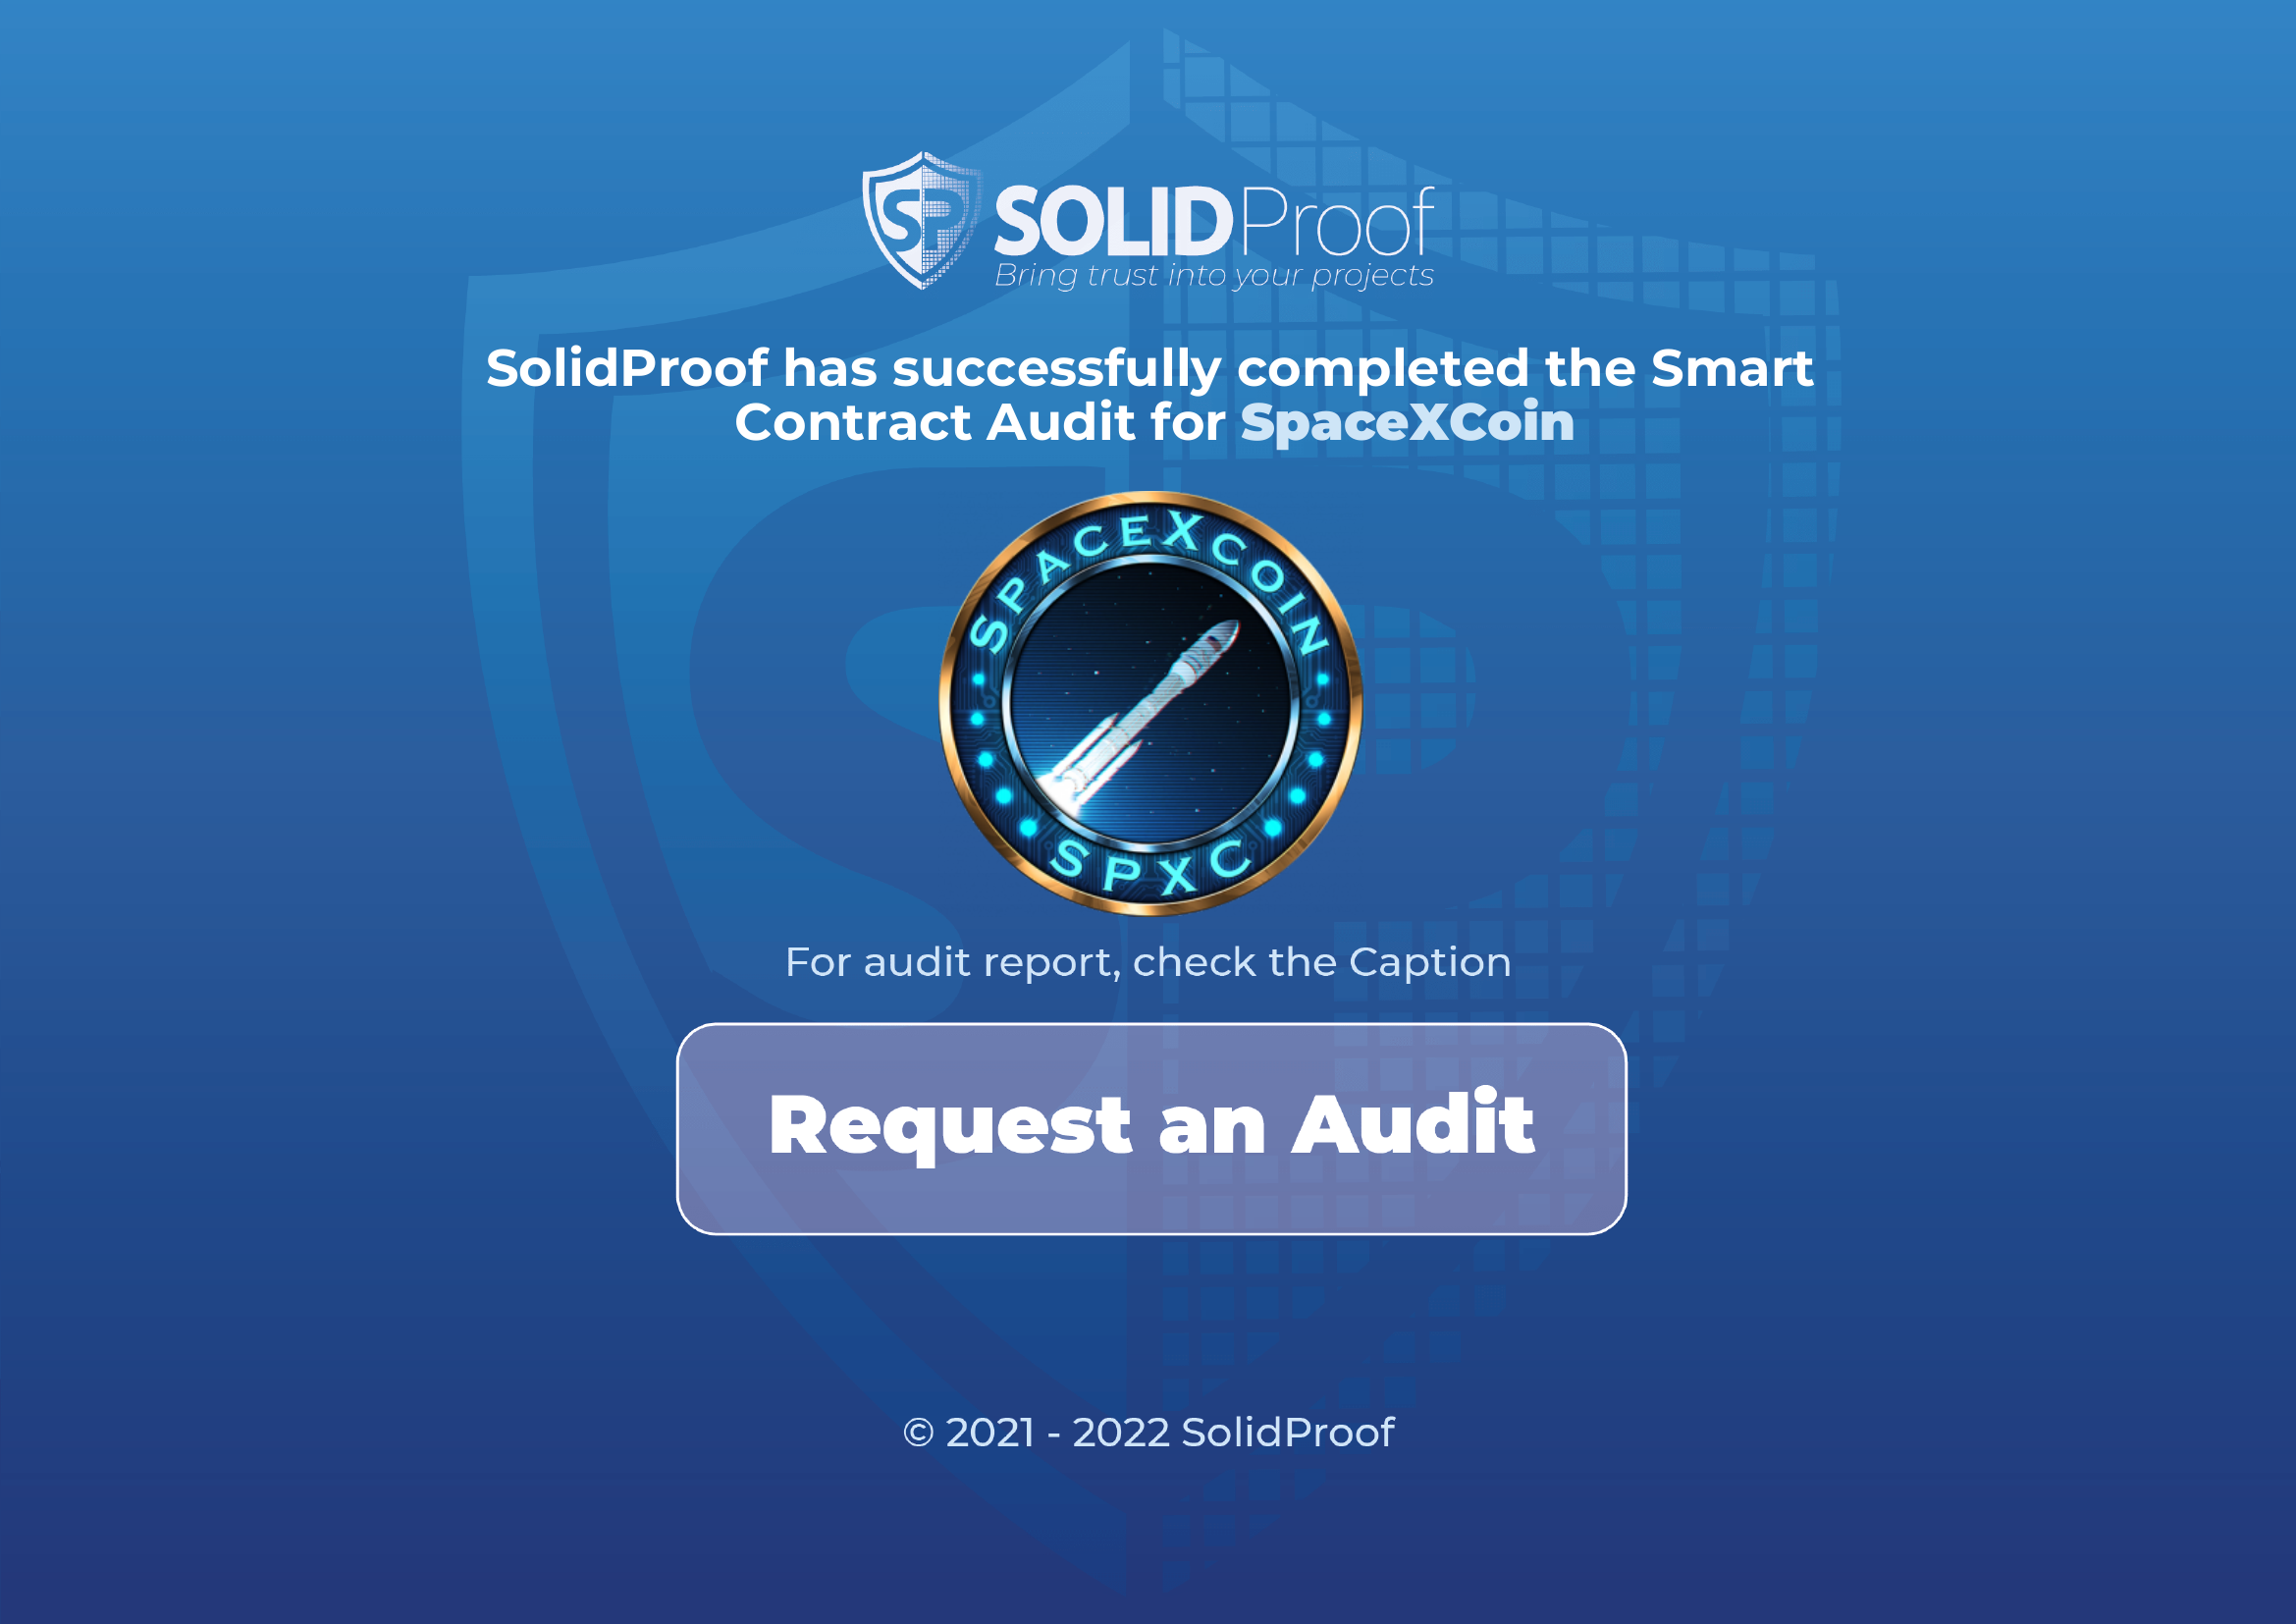 SP SOLIDProof
Bring trust into your projects
SolidProof has successfully completed the Smart
Contract Audit for SpaceXCoin
SPACEXCOIN
SPXC
For audit report, check the Caption
Request an Audit
© 2021 - 2022 SolidProof